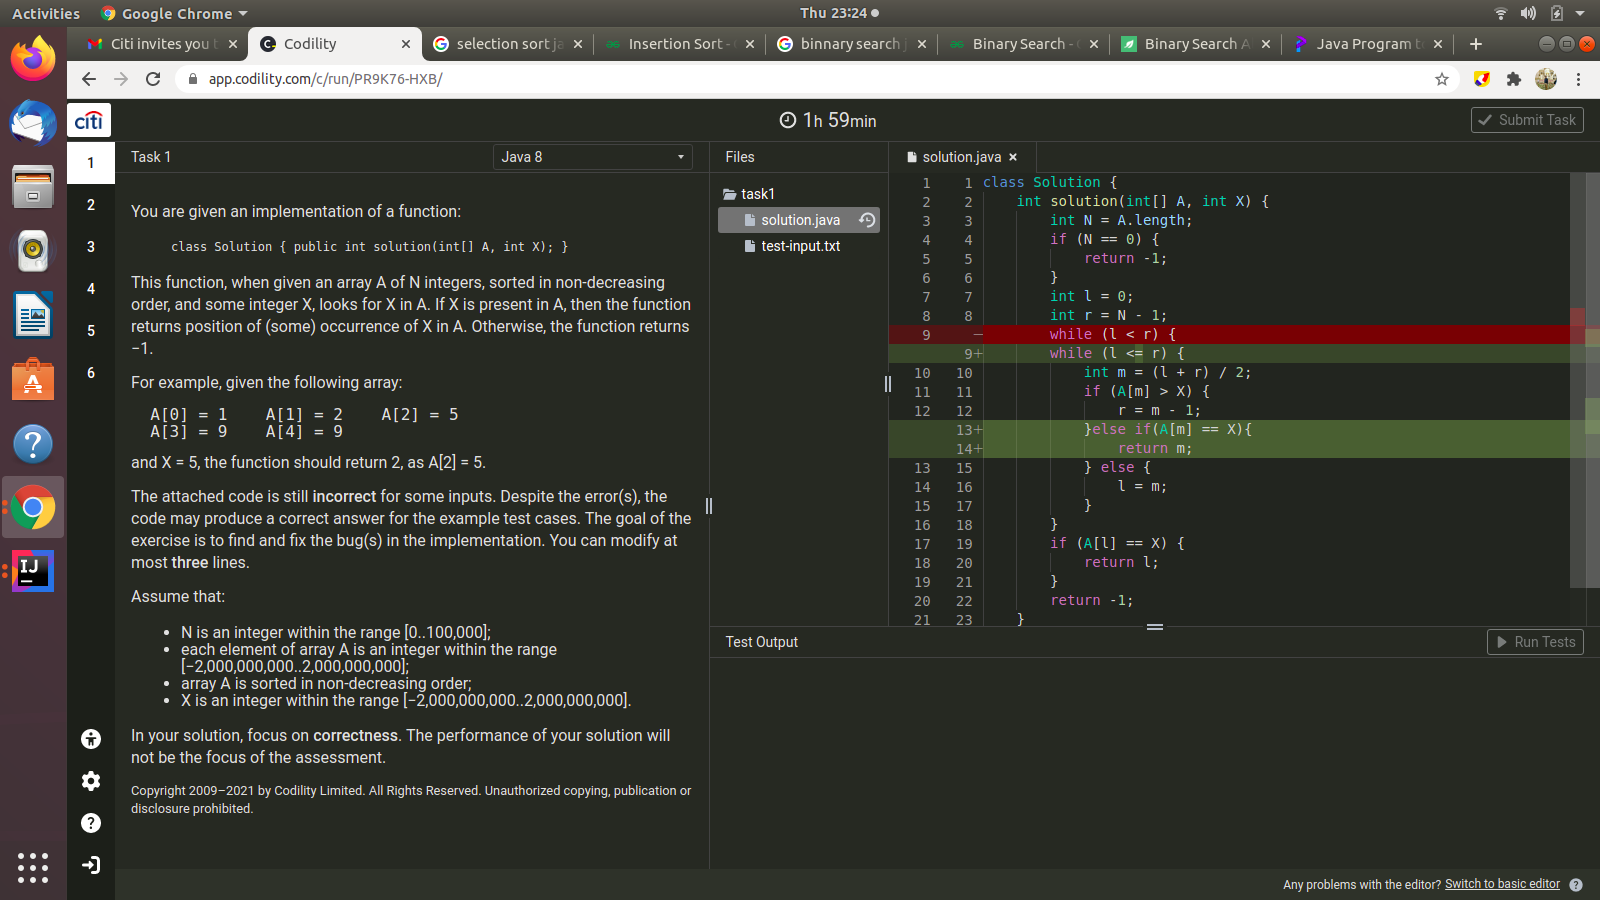 Activities
Google Chrome
Thu 23:24
Citi invites you t
Codility
selection sort ja
Insertion Sort -
binnary search j
Binary Search -
Binary Search A
Java Program t
app.codility.com/c/run/PR9K76-HXB/
citi
1h 59min
Submit Task
1
2
3
4
5
6
Task 1
Java 8
You are given an implementation of a function:
class Solution { public int solution(int[] A, int X); }
This function, when given an array A of N integers, sorted in non-decreasing
order, and some integer X, looks for X in A. If X is present in A, then the function
returns position of (some) occurrence of X in A. Otherwise, the function returns
−1.
For example, given the following array:
A[0] = 1 A[1] = 2 A[2] = 5
A[3] = 9 A[4] = 9
and X = 5, the function should return 2, as A[2] = 5.
The attached code is still incorrect for some inputs. Despite the error(s), the
code may produce a correct answer for the example test cases. The goal of the
exercise is to find and fix the bug(s) in the implementation. You can modify at
most three lines.
Assume that:
• N is an integer within the range [0..100,000];
• each element of array A is an integer within the range
[−2,000,000,000..2,000,000,000];
• array A is sorted in non-decreasing order;
• X is an integer within the range [−2,000,000,000..2,000,000,000].
In your solution, focus on correctness. The performance of your solution will
not be the focus of the assessment.
Copyright 2009–2021 by Codility Limited. All Rights Reserved. Unauthorized copying, publication or
disclosure prohibited.
Files
task1
solution.java
test-input.txt
solution.java
1 1 class Solution {
2 2 int solution(int[] A, int X) {
3 3 int N = A.length;
4 4 if (N == 0) {
5 5 return -1;
6 6 }
7 7 int l = 0;
8 8 int r = N - 1;
9 − while (l < r) {
9+ while (l <= r) {
10 10 int m = (l + r) / 2;
11 11 if (A[m] > X) {
12 12 r = m - 1;
13+ }else if(A[m] == X){
14+ return m;
13 15 } else {
14 16 l = m;
15 17 }
16 18 }
17 19 if (A[l] == X) {
18 20 return l;
19 21 }
20 22 return -1;
21 23 }
Test Output
Run Tests
Any problems with the editor? Switch to basic editor